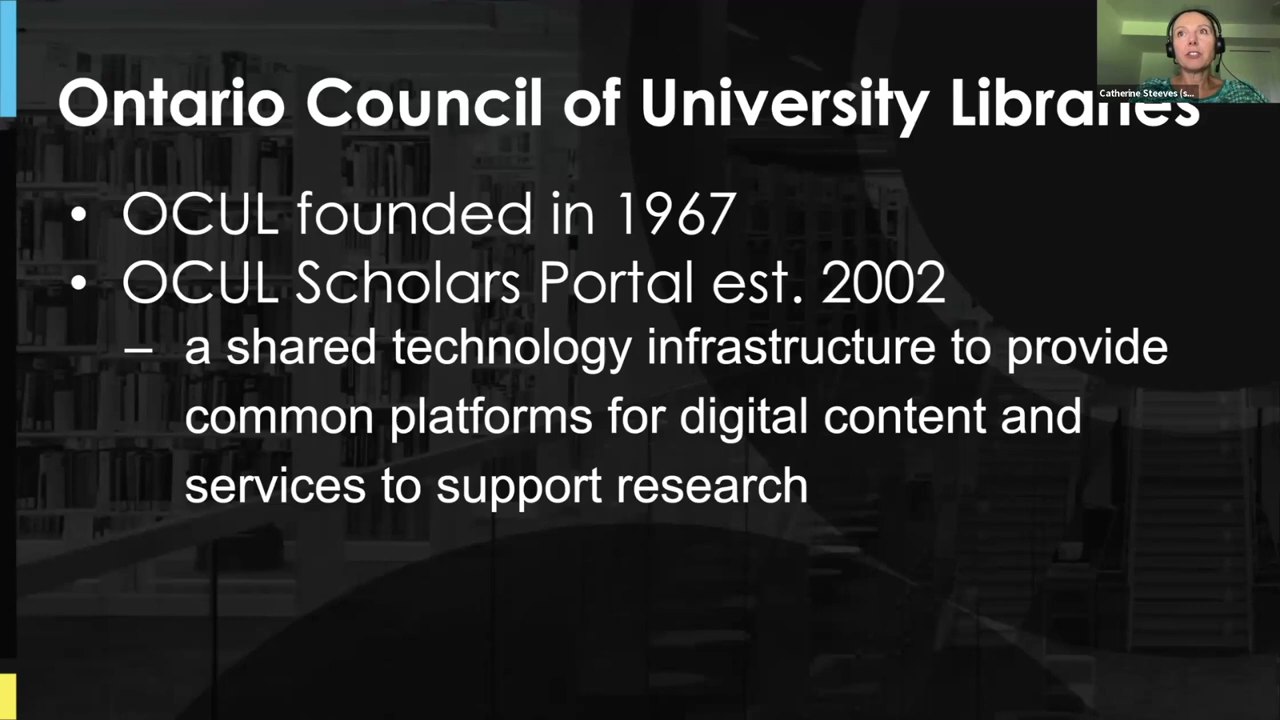 Ontario Council of University Libraries
Catherine Steeves (s...
• OCUL founded in 1967
• OCUL Scholars Portal est. 2002
– a shared technology infrastructure to provide
common platforms for digital content and
services to support research